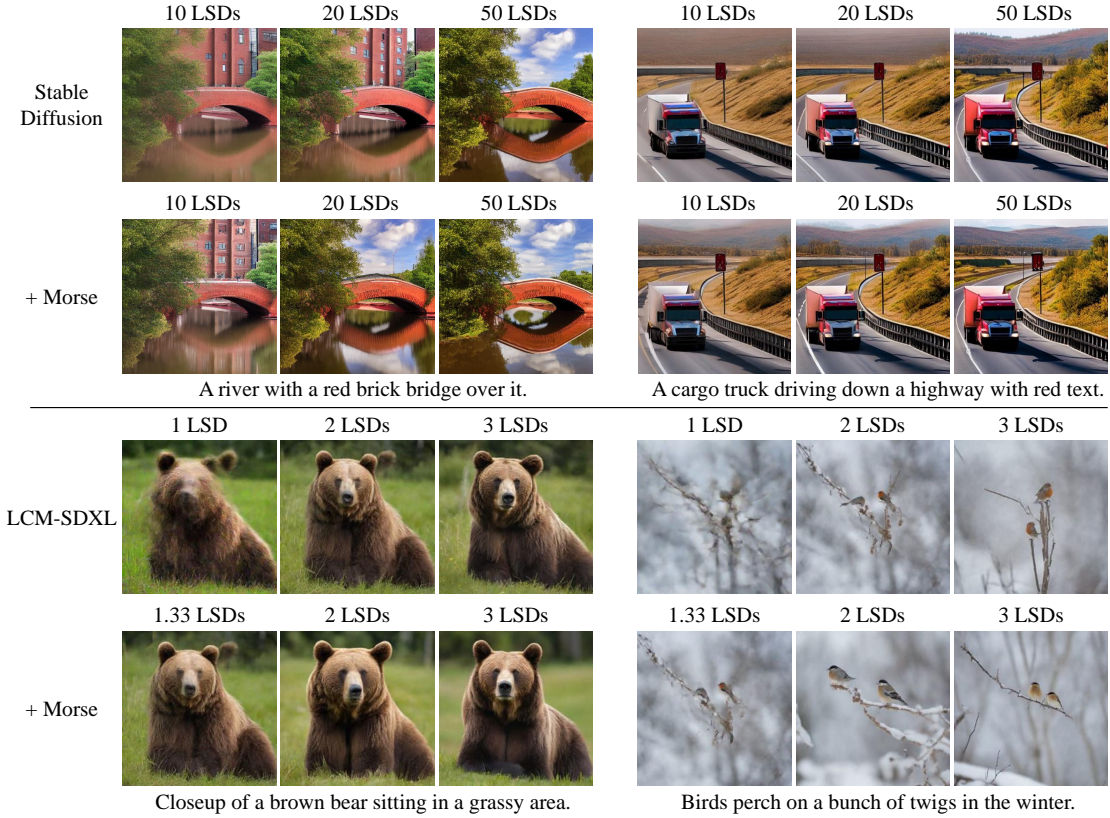 10 LSDs 20 LSDs 50 LSDs 10 LSDs 20 LSDs 50 LSDs
Stable
Diffusion
10 LSDs 20 LSDs 50 LSDs 10 LSDs 20 LSDs 50 LSDs
+ Morse
A river with a red brick bridge over it. A cargo truck driving down a highway with red text.
1 LSD 2 LSDs 3 LSDs 1 LSD 2 LSDs 3 LSDs
LCM-SDXL
1.33 LSDs 2 LSDs 3 LSDs 1.33 LSDs 2 LSDs 3 LSDs
+ Morse
Closeup of a brown bear sitting in a grassy area. Birds perch on a bunch of twigs in the winter.